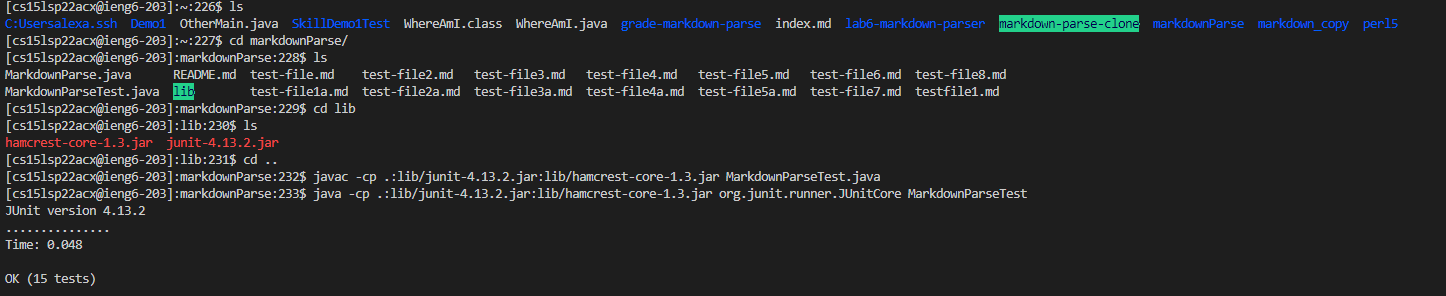 [cs15lsp22acx@ieng6-203]:~:226$ ls
C:Usersalexa.ssh  Demo1  OtherMain.java  SkillDemo1Test  WhereAmI.class  WhereAmI.java  grade-markdown-parse  index.md  lab6-markdown-parser  markdown-parse-clone  markdownParse  markdown_copy  perl5
[cs15lsp22acx@ieng6-203]:~:227$ cd markdownParse/
[cs15lsp22acx@ieng6-203]:markdownParse:228$ ls
MarkdownParse.java      README.md  test-file.md    test-file2.md   test-file3.md   test-file4.md   test-file5.md   test-file6.md  test-file8.md
MarkdownParseTest.java  lib        test-file1a.md  test-file2a.md  test-file3a.md  test-file4a.md  test-file5a.md  test-file7.md  testfile1.md
[cs15lsp22acx@ieng6-203]:markdownParse:229$ cd lib
[cs15lsp22acx@ieng6-203]:lib:230$ ls
hamcrest-core-1.3.jar  junit-4.13.2.jar
[cs15lsp22acx@ieng6-203]:lib:231$ cd ..
[cs15lsp22acx@ieng6-203]:markdownParse:232$ javac -cp .:lib/junit-4.13.2.jar:lib/hamcrest-core-1.3.jar MarkdownParseTest.java
[cs15lsp22acx@ieng6-203]:markdownParse:233$ java -cp .:lib/junit-4.13.2.jar:lib/hamcrest-core-1.3.jar org.junit.runner.JUnitCore MarkdownParseTest
JUnit version 4.13.2
...............
Time: 0.048
OK (15 tests)